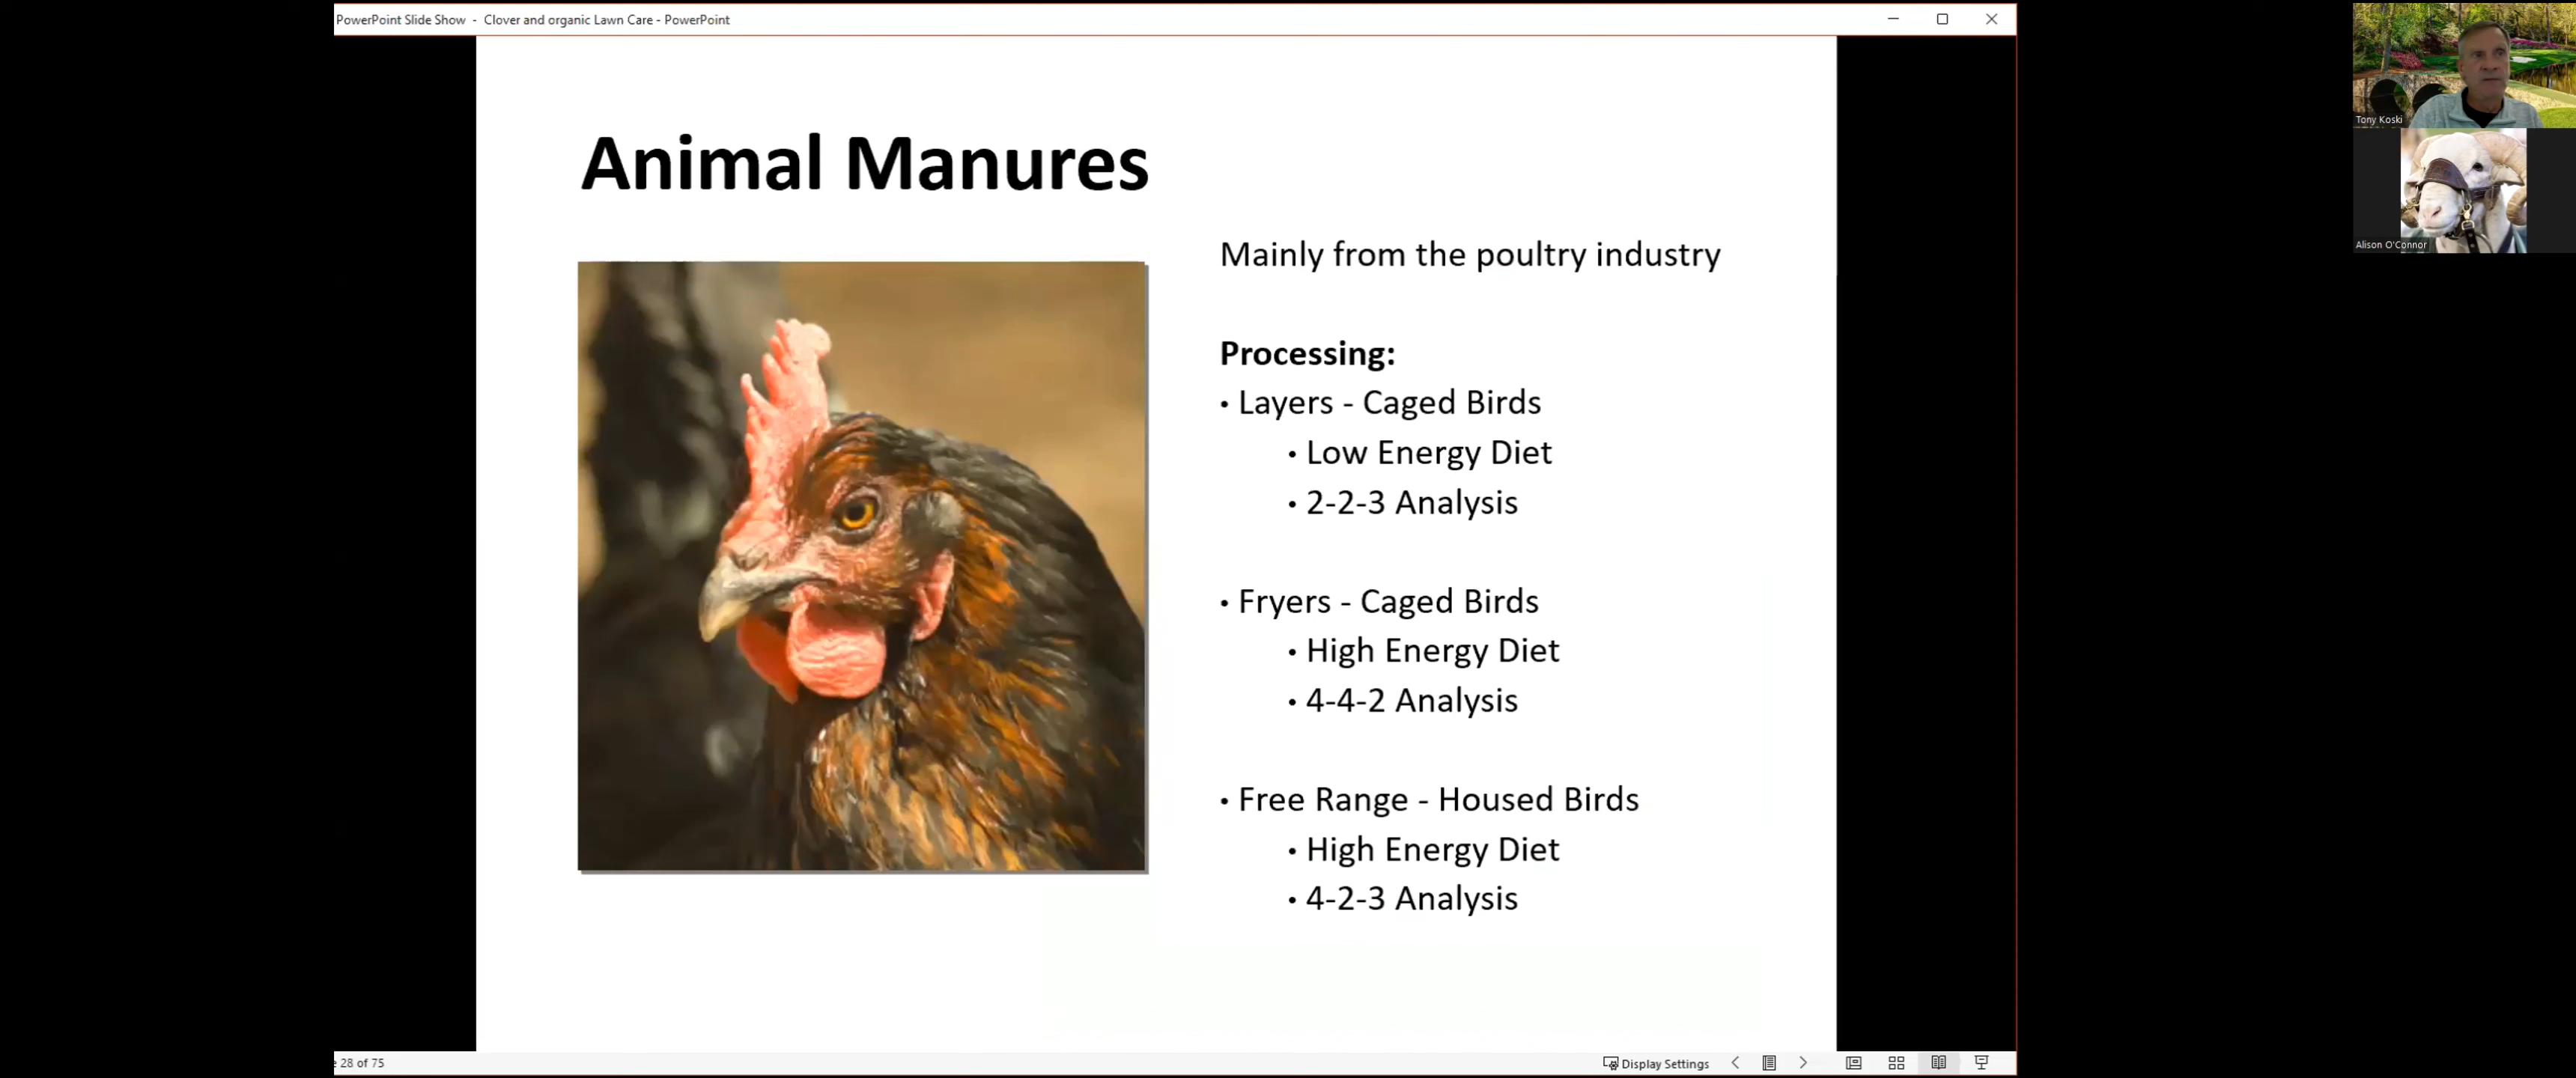 PowerPoint Slide Show - Clover and organic Lawn Care - PowerPoint
Tony Koski
Alison O'Connor
Animal Manures
Mainly from the poultry industry
Processing:
• Layers - Caged Birds
• Low Energy Diet
• 2-2-3 Analysis
• Fryers - Caged Birds
• High Energy Diet
• 4-4-2 Analysis
• Free Range - Housed Birds
• High Energy Diet
• 4-2-3 Analysis
28 of 75
Display Settings